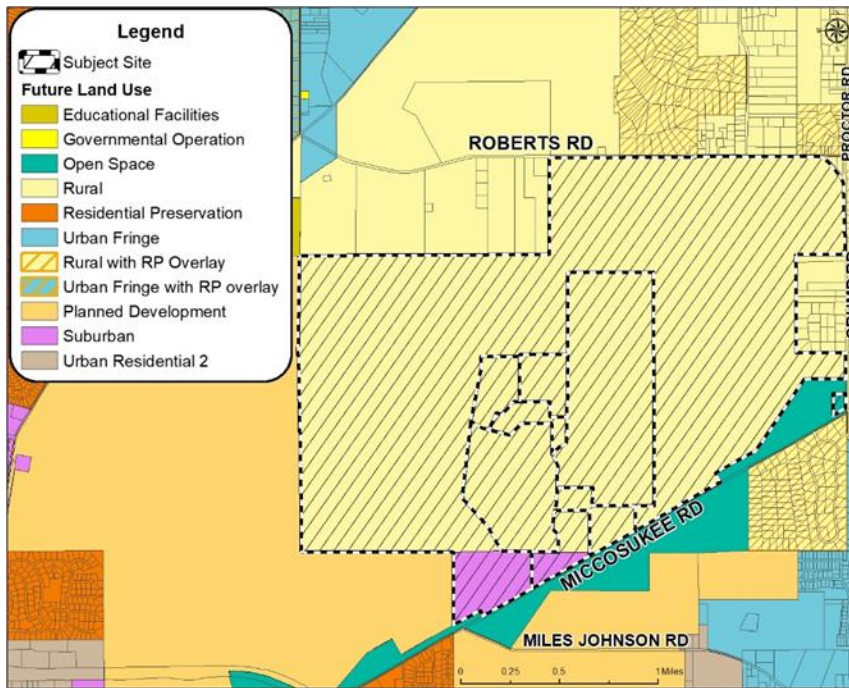 Legend
Subject Site
Future Land Use
Educational Facilities
Governmental Operation
Open Space
Rural
Residential Preservation
Urban Fringe
Rural with RP Overlay
Urban Fringe with RP overlay
Planned Development
Suburban
Urban Residential 2
ROBERTS RD
PROCTOR RD
CRUMP RD
MICCOSUKEE RD
MILES JOHNSON RD
0 0.25 0.5 1 Miles